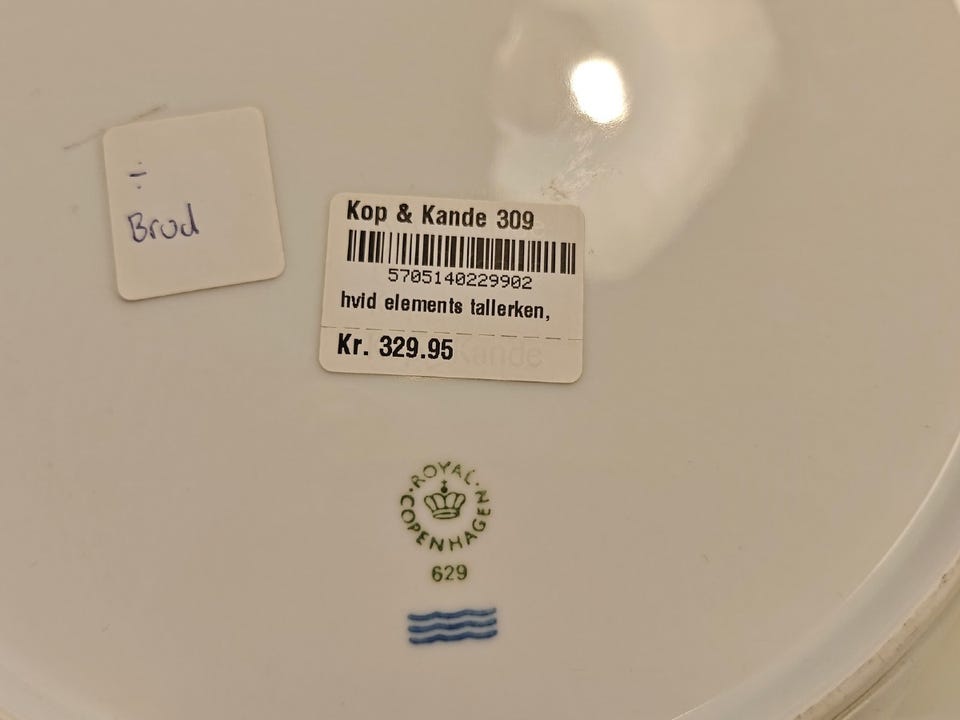 ÷
Brud
Kop & Kande 309
5705140229902
hvid elements tallerken,
Kr. 329.95
ROYAL COPENHAGEN
629